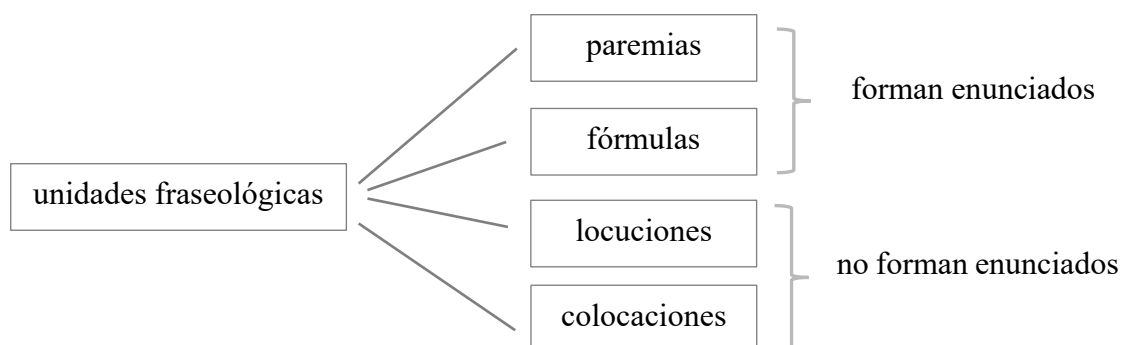 paremias
forman enunciados
fórmulas
unidades fraseológicas
locuciones
no forman enunciados
colocaciones